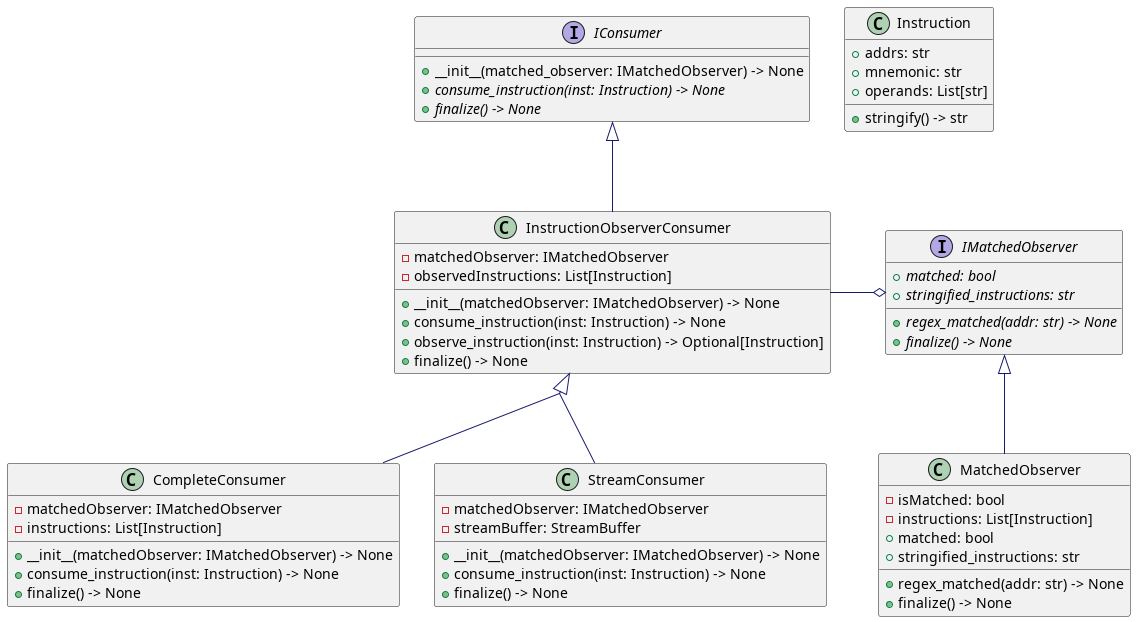 I IConsumer
__init__(matched_observer: IMatchedObserver) -> None
consume_instruction(inst: Instruction) -> None
finalize() -> None
C Instruction
addrs: str
mnemonic: str
operands: List[str]
stringify() -> str
C InstructionObserverConsumer
matchedObserver: IMatchedObserver
observedInstructions: List[Instruction]
__init__(matchedObserver: IMatchedObserver) -> None
consume_instruction(inst: Instruction) -> None
observe_instruction(inst: Instruction) -> Optional[Instruction]
finalize() -> None
I IMatchedObserver
matched: bool
stringified_instructions: str
regex_matched(addr: str) -> None
finalize() -> None
C CompleteConsumer
matchedObserver: IMatchedObserver
instructions: List[Instruction]
__init__(matchedObserver: IMatchedObserver) -> None
consume_instruction(inst: Instruction) -> None
finalize() -> None
C StreamConsumer
matchedObserver: IMatchedObserver
streamBuffer: StreamBuffer
__init__(matchedObserver: IMatchedObserver) -> None
consume_instruction(inst: Instruction) -> None
finalize() -> None
C MatchedObserver
isMatched: bool
instructions: List[Instruction]
matched: bool
stringified_instructions: str
regex_matched(addr: str) -> None
finalize() -> None